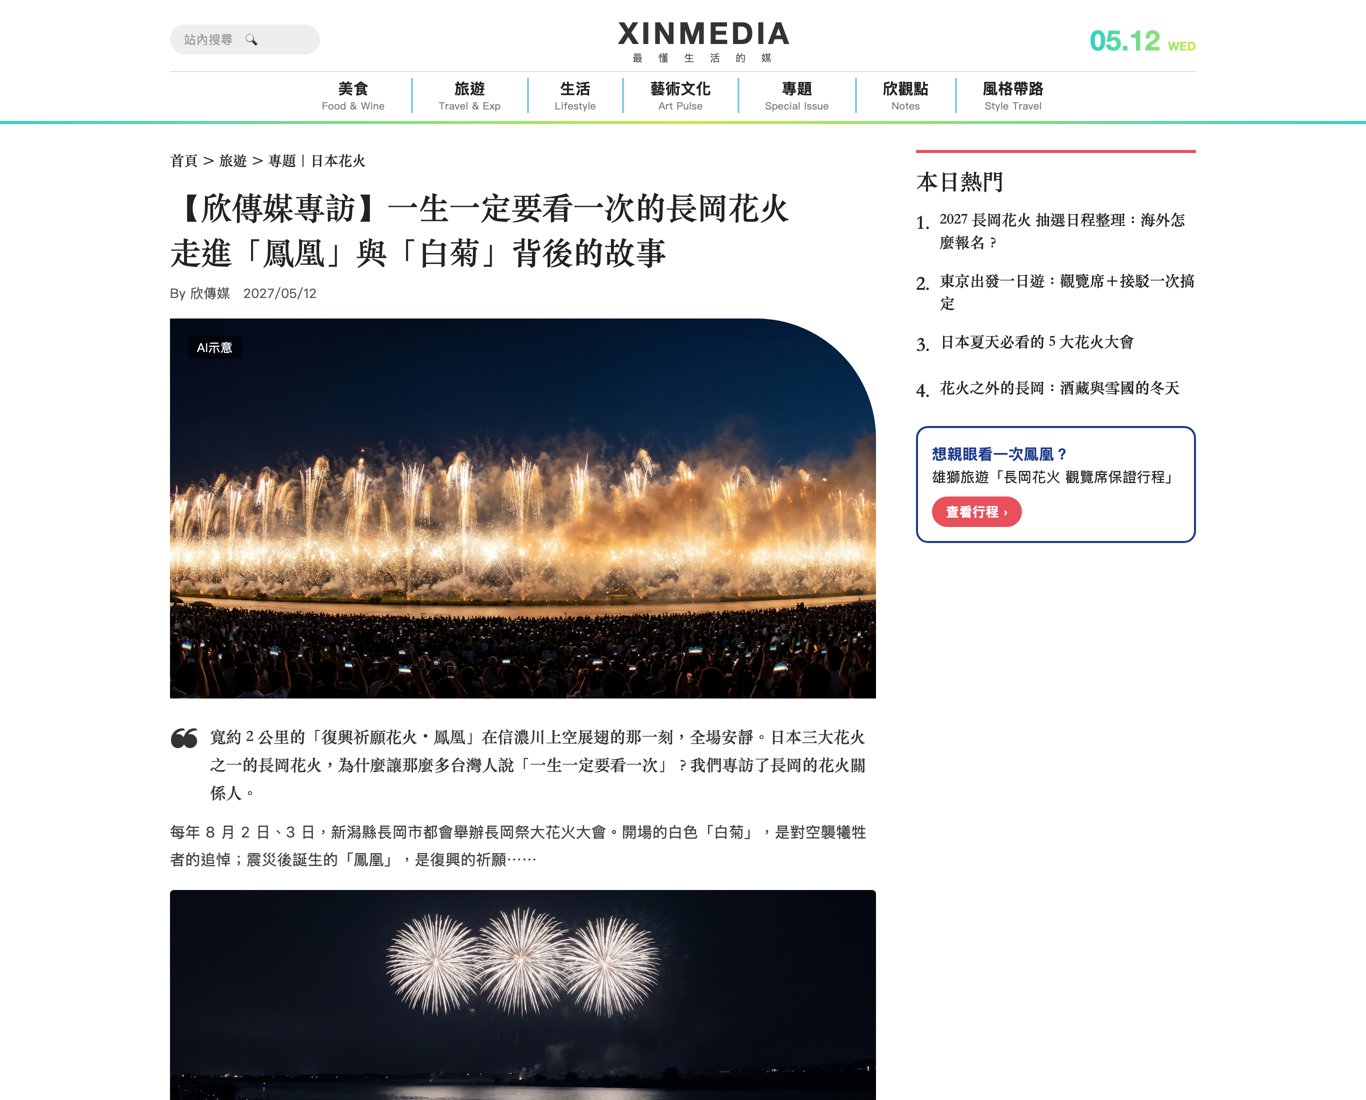 站內搜尋
XINMEDIA
最懂生活的媒
05.12 WED
美食
Food & Wine
旅遊
Travel & Exp
生活
Lifestyle
藝術文化
Art Pulse
專題
Special Issue
欣觀點
Notes
風格帶路
Style Travel
首頁 > 旅遊 > 專題｜日本花火
【欣傳媒專訪】一生一定要看一次的長岡花火
走進「鳳凰」與「白菊」背後的故事
By 欣傳媒 2027/05/12
AI示意
寬約 2 公里的「復興祈願花火・鳳凰」在信濃川上空展翅的那一刻，全場安靜。日本三大花火
之一的長岡花火，為什麼讓那麼多台灣人說「一生一定要看一次」？我們專訪了長岡的花火關
係人。
每年 8 月 2 日、3 日，新潟縣長岡市都會舉辦長岡祭大花火大會。開場的白色「白菊」，是對空襲犧牲
者的追悼；震災後誕生的「鳳凰」，是復興的祈願⋯⋯
本日熱門
1. 2027 長岡花火 抽選日程整理：海外怎
麼報名？
2. 東京出發一日遊：觀覽席＋接駁一次搞
定
3. 日本夏天必看的 5 大花火大會
4. 花火之外的長岡：酒藏與雪國的冬天
想親眼看一次鳳凰？
雄獅旅遊「長岡花火 觀覽席保證行程」
查看行程 ›